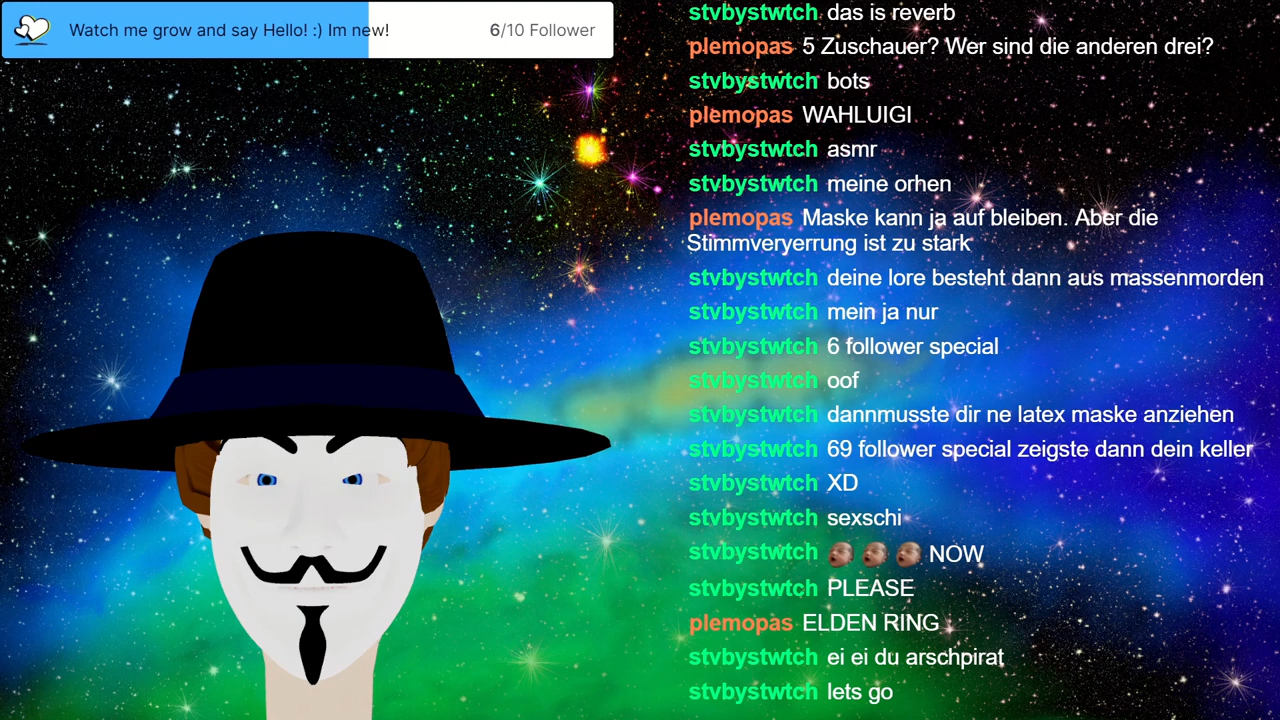 Watch me grow and say Hello! :) Im new! 6/10 Follower
stvbystwtch das is reverb
plemopas 5 Zuschauer? Wer sind die anderen drei?
stvbystwtch bots
plemopas WAHLUIGI
stvbystwtch asmr
stvbystwtch meine orhen
plemopas Maske kann ja auf bleiben. Aber die
Stimmveryerrung ist zu stark
stvbystwtch deine lore besteht dann aus massenmorden
stvbystwtch mein ja nur
stvbystwtch 6 follower special
stvbystwtch oof
stvbystwtch dannmusste dir ne latex maske anziehen
stvbystwtch 69 follower special zeigste dann dein keller
stvbystwtch XD
stvbystwtch sexschi
stvbystwtch NOW
stvbystwtch PLEASE
plemopas ELDEN RING
stvbystwtch ei ei du arschpirat
stvbystwtch lets go